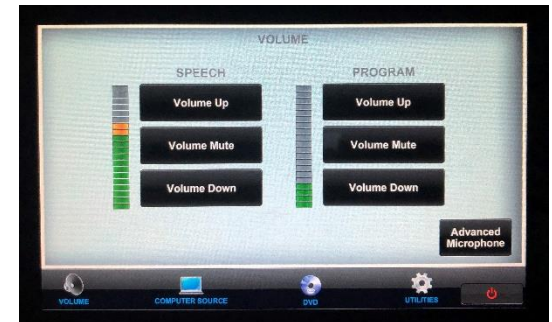 VOLUME
SPEECH
PROGRAM
Volume Up
Volume Up
Volume Mute
Volume Mute
Volume Down
Volume Down
Advanced
Microphone
VOLUME
COMPUTER SOURCE
DVD
UTILITIES